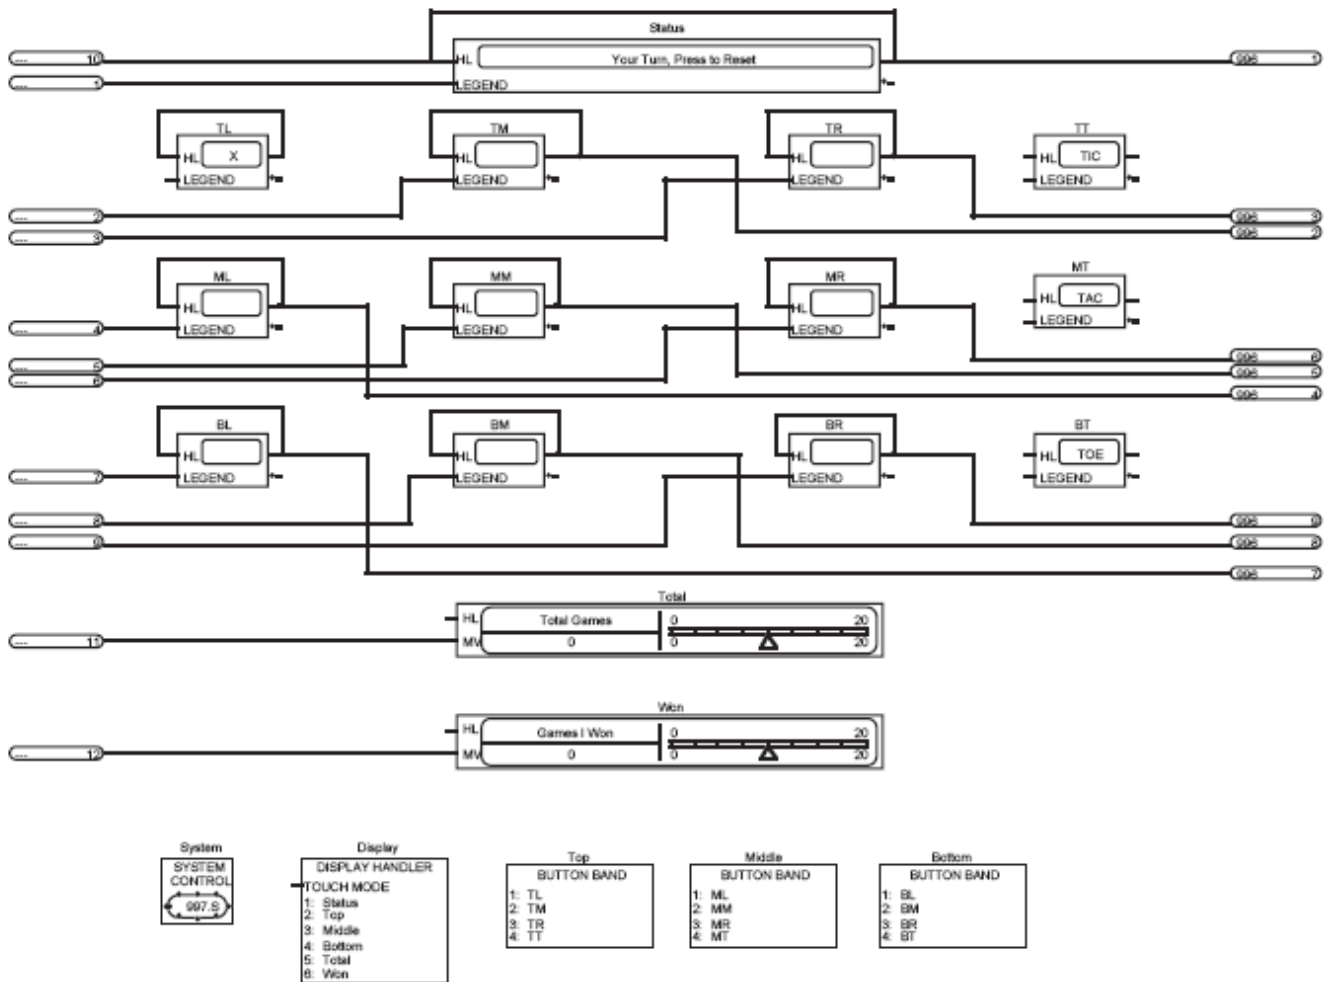 Status
... 10 HL Your Turn, Press to Reset 996 1
... 1 LEGEND
TL TM TR TT
HL X HL HL HL TIC
LEGEND LEGEND LEGEND LEGEND
... 2 996 3
... 3 996 2
ML MM MR MT
HL HL HL HL TAC
... 4 LEGEND LEGEND LEGEND LEGEND
... 5 996 6
... 6 996 5
996 4
BL BM BR BT
HL HL HL HL TOE
... 7 LEGEND LEGEND LEGEND LEGEND
... 8 996 9
... 9 996 8
996 7
Total
HL Total Games 0 20
... 11 MV 0 0 20
Won
HL Games I Won 0 20
... 12 MV 0 0 20
System
SYSTEM
CONTROL
997.S
Display
DISPLAY HANDLER
TOUCH MODE
1: Status
2: Top
3: Middle
4: Bottom
5: Total
6: Won
Top
BUTTON BAND
1: TL
2: TM
3: TR
4: TT
Middle
BUTTON BAND
1: ML
2: MM
3: MR
4: MT
Bottom
BUTTON BAND
1: BL
2: BM
3: BR
4: BT